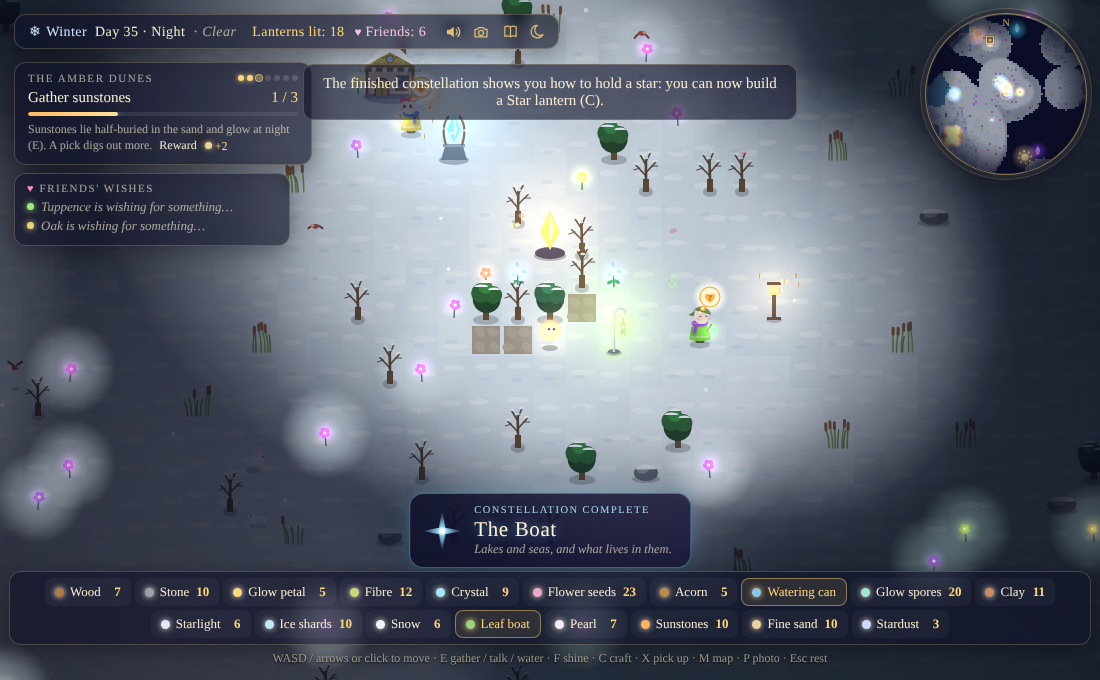 ❄ Winter Day 35 · Night · Clear Lanterns lit: 18 ♥ Friends: 6
N
THE AMBER DUNES
Gather sunstones 1 / 3
Sunstones lie half-buried in the sand and glow at night
(E). A pick digs out more. Reward +2
The finished constellation shows you how to hold a star: you can now build
a Star lantern (C).
♥ FRIENDS' WISHES
Tuppence is wishing for something…
Oak is wishing for something…
CONSTELLATION COMPLETE
The Boat
Lakes and seas, and what lives in them.
Wood 7 Stone 10 Glow petal 5 Fibre 12 Crystal 9 Flower seeds 23 Acorn 5 Watering can Glow spores 20 Clay 11
Starlight 6 Ice shards 10 Snow 6 Leaf boat Pearl 7 Sunstones 10 Fine sand 10 Stardust 3
WASD / arrows or click to move · E gather / talk / water · F shine · C craft · X pick up · M map · P photo · Esc rest